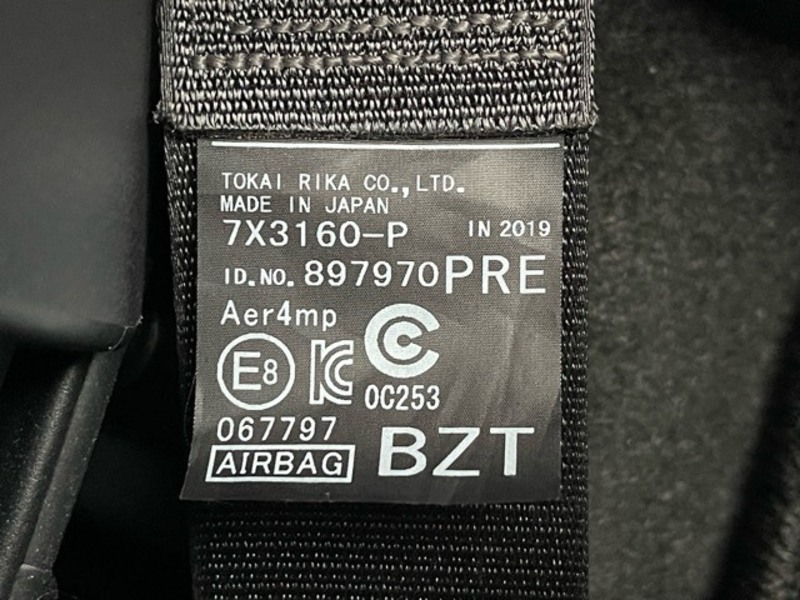 TOKAI RIKA CO.,LTD.
MADE IN JAPAN
7X3160-P IN 2019
ID.NO. 897970PRE
Aer4mp
E8 KC C
0C253
067797
AIRBAG BZT